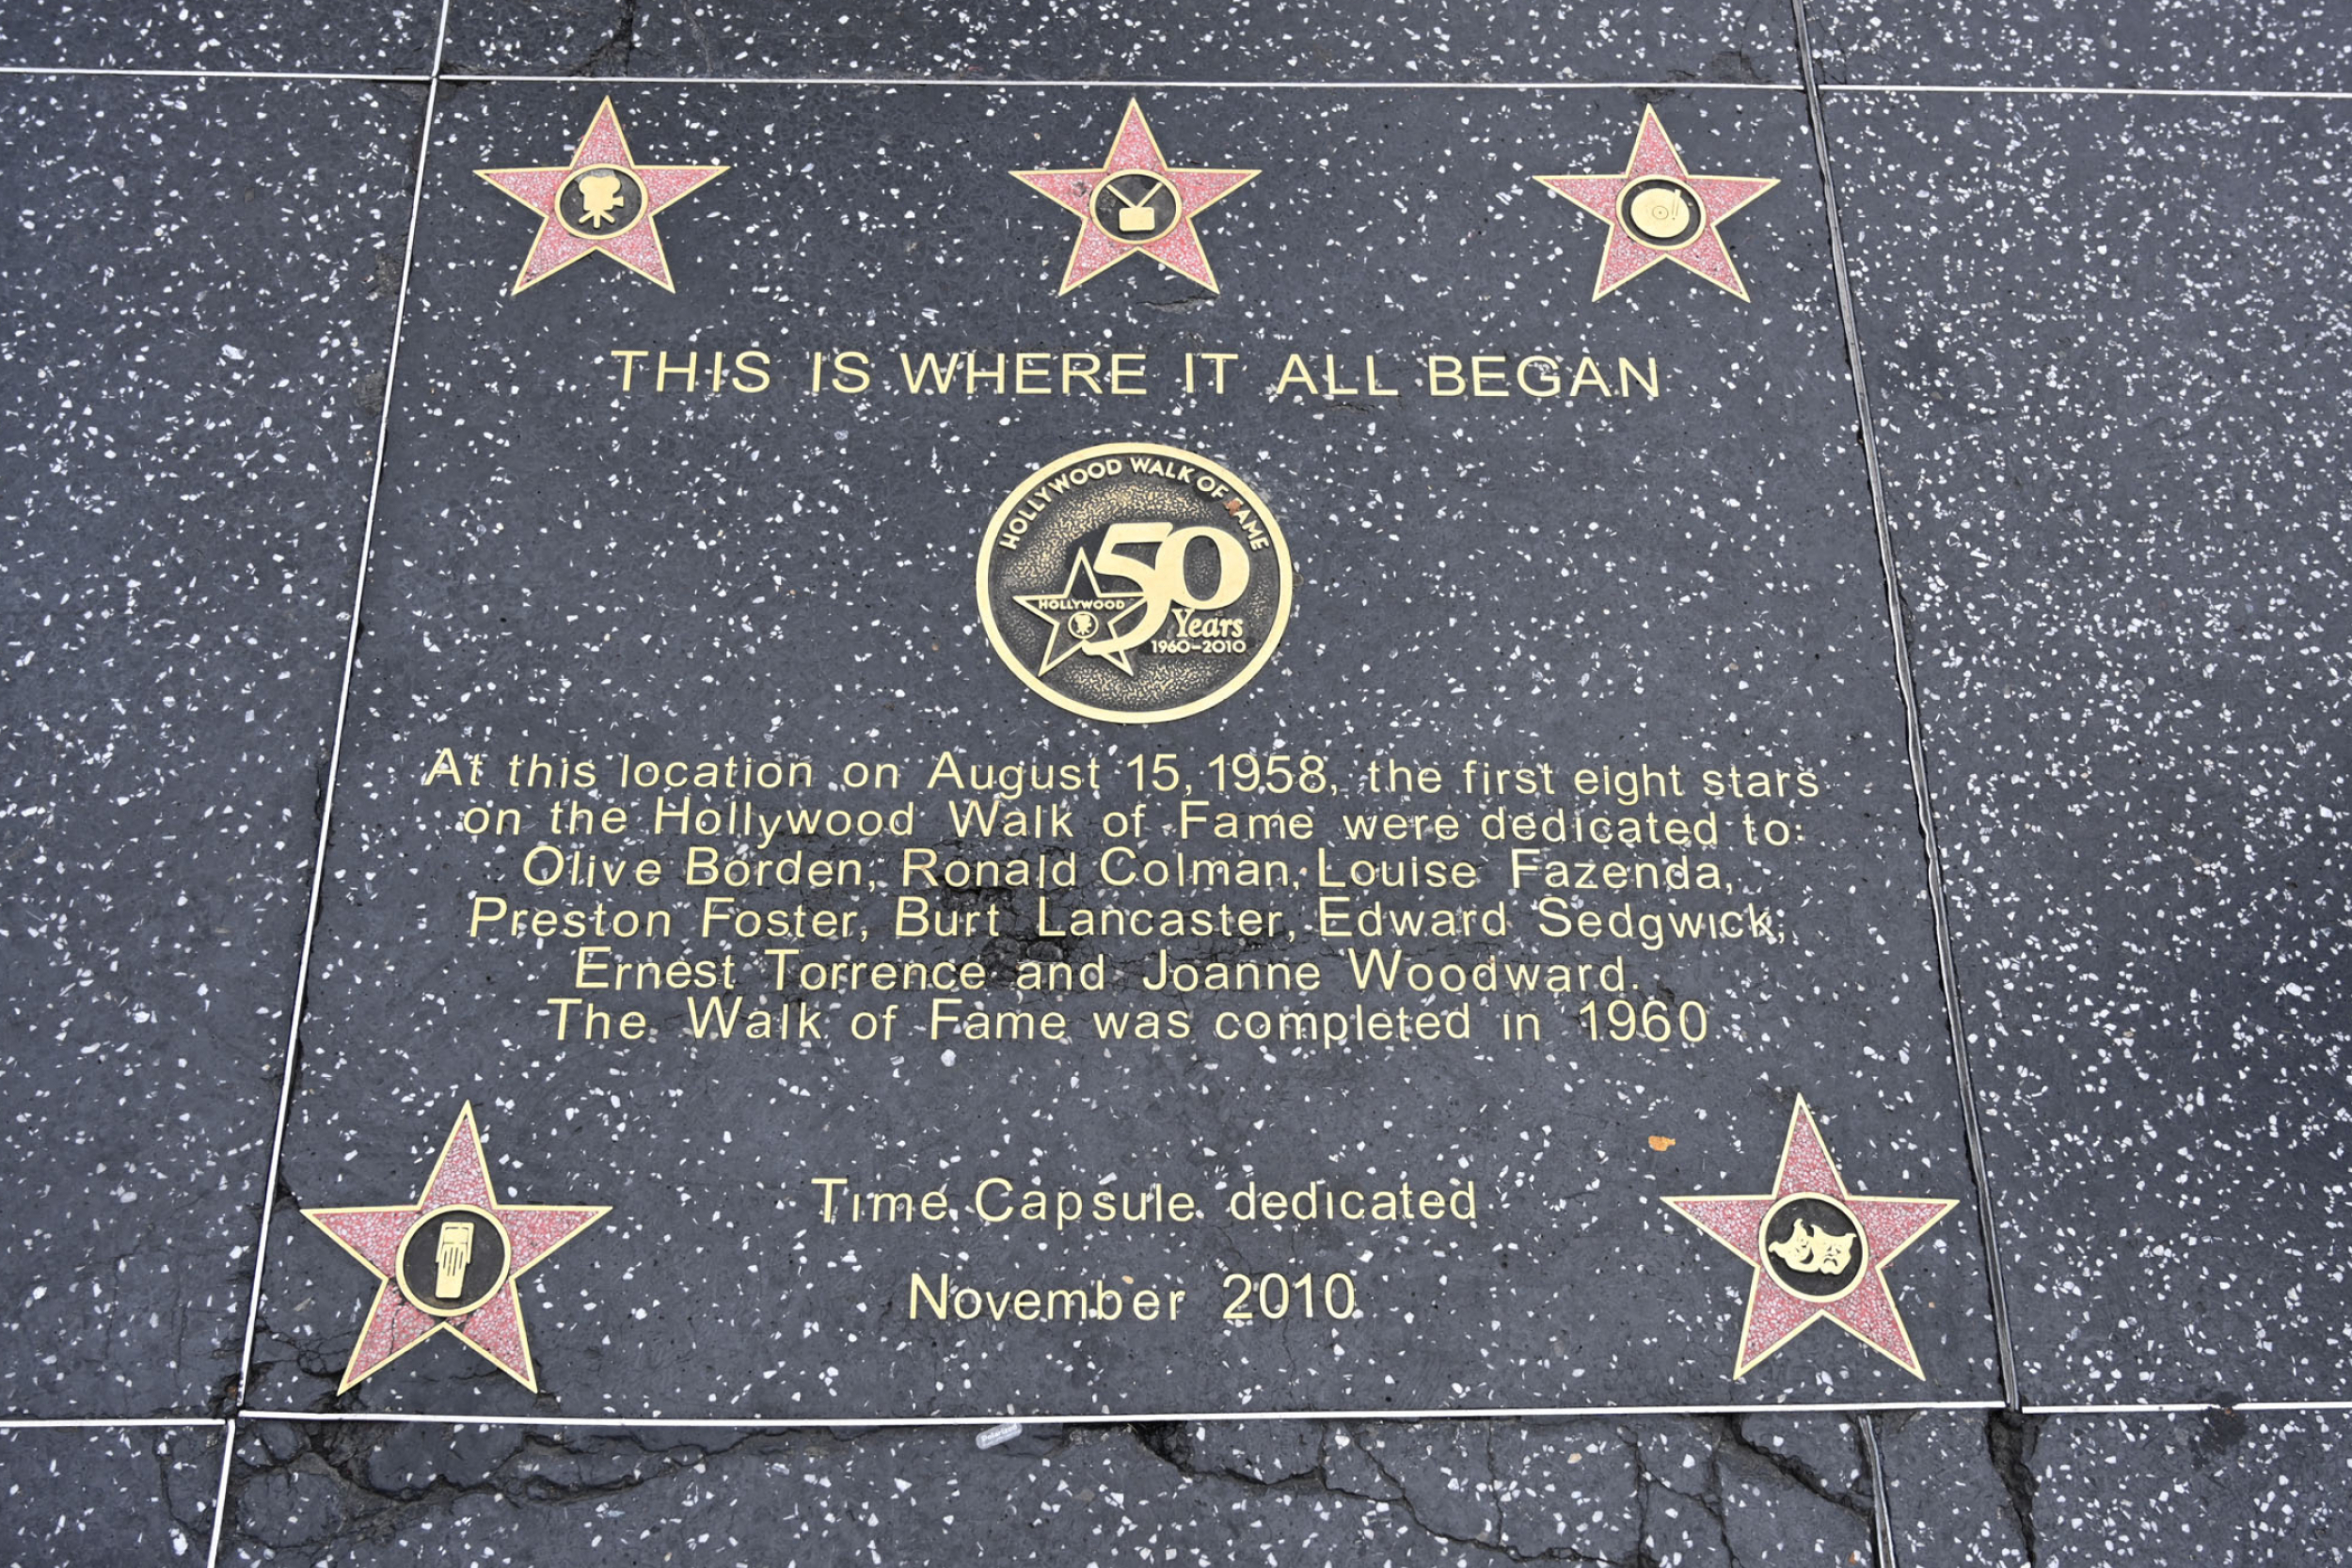 THIS IS WHERE IT ALL BEGAN
HOLLYWOOD WALK OF FAME
50
HOLLYWOOD
Years
1960-2010
At this location on August 15, 1958, the first eight stars
on the Hollywood Walk of Fame were dedicated to:
Olive Borden, Ronald Colman, Louise Fazenda,
Preston Foster, Burt Lancaster, Edward Sedgwick,
Ernest Torrence and Joanne Woodward.
The Walk of Fame was completed in 1960
Time Capsule dedicated
November 2010
Polarized